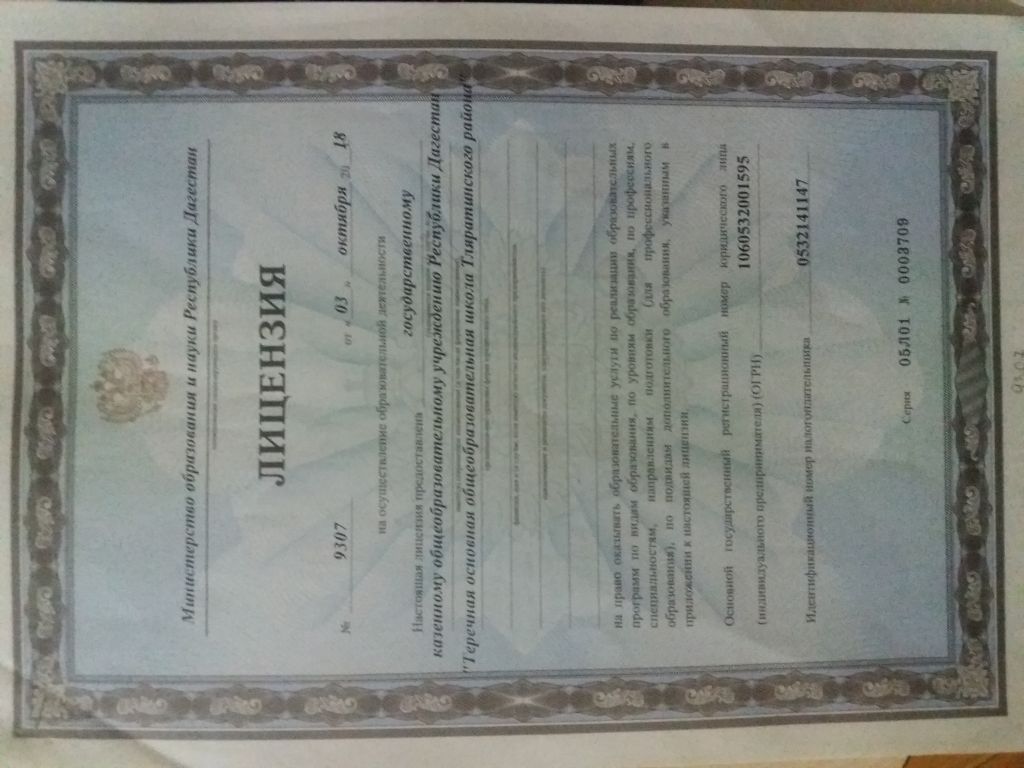 Министерство образования и науки Республики Дагестан
ЛИЦЕНЗИЯ
№ 9307 от « 03 » октября 20 18
на осуществление образовательной деятельности
Настоящая лицензия предоставлена государственному
казенному общеобразовательному учреждению Республики Дагестан
"Теречная основная общеобразовательная школа Тляратинского района"
на право оказывать образовательные услуги по реализации образовательных
программ по видам образования, по уровням образования, по профессиям,
специальностям, направлениям подготовки (для профессионального
образования), по подвидам дополнительного образования, указанным в
приложении к настоящей лицензии
Основной государственный регистрационный номер юридического лица
(индивидуального предпринимателя) (ОГРН) 1060532001595
Идентификационный номер налогоплательщика 0532141147
Серия 05Л01 № 0003709
9307